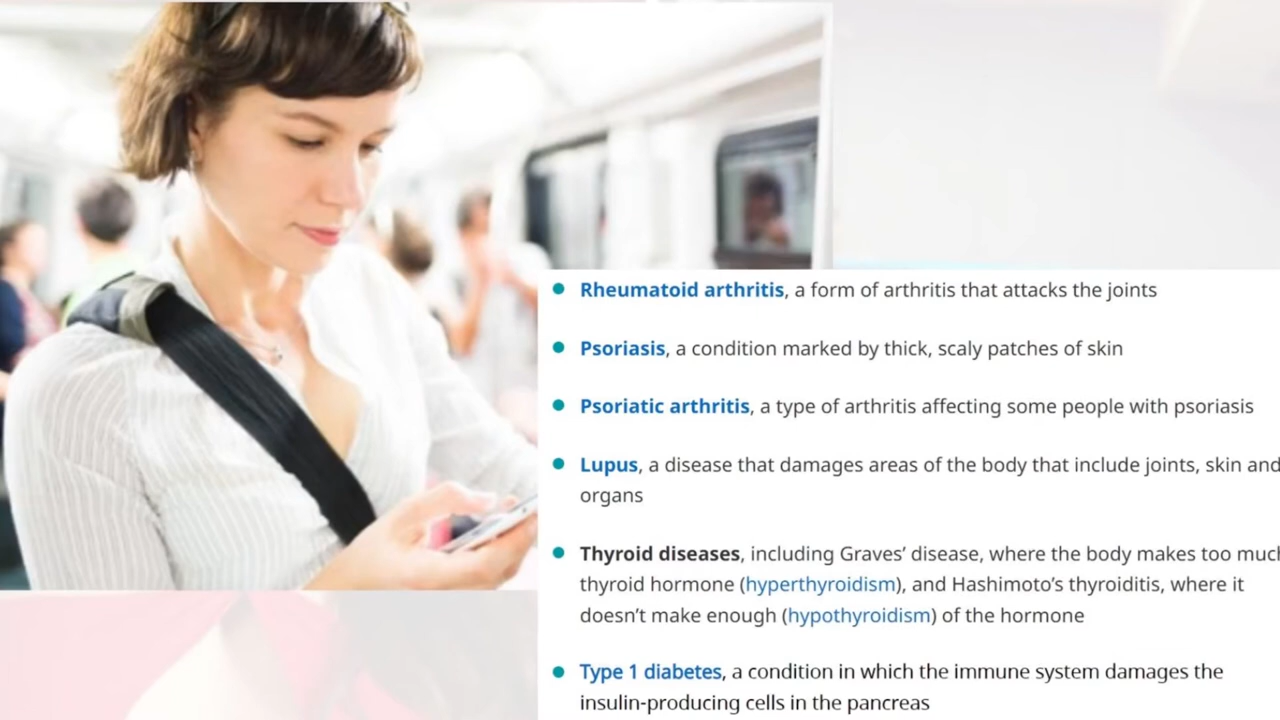 Rheumatoid arthritis, a form of arthritis that attacks the joints
Psoriasis, a condition marked by thick, scaly patches of skin
Psoriatic arthritis, a type of arthritis affecting some people with psoriasis
Lupus, a disease that damages areas of the body that include joints, skin and
organs
Thyroid diseases, including Graves’ disease, where the body makes too much
thyroid hormone (hyperthyroidism), and Hashimoto’s thyroiditis, where it
doesn’t make enough (hypothyroidism) of the hormone
Type 1 diabetes, a condition in which the immune system damages the
insulin-producing cells in the pancreas